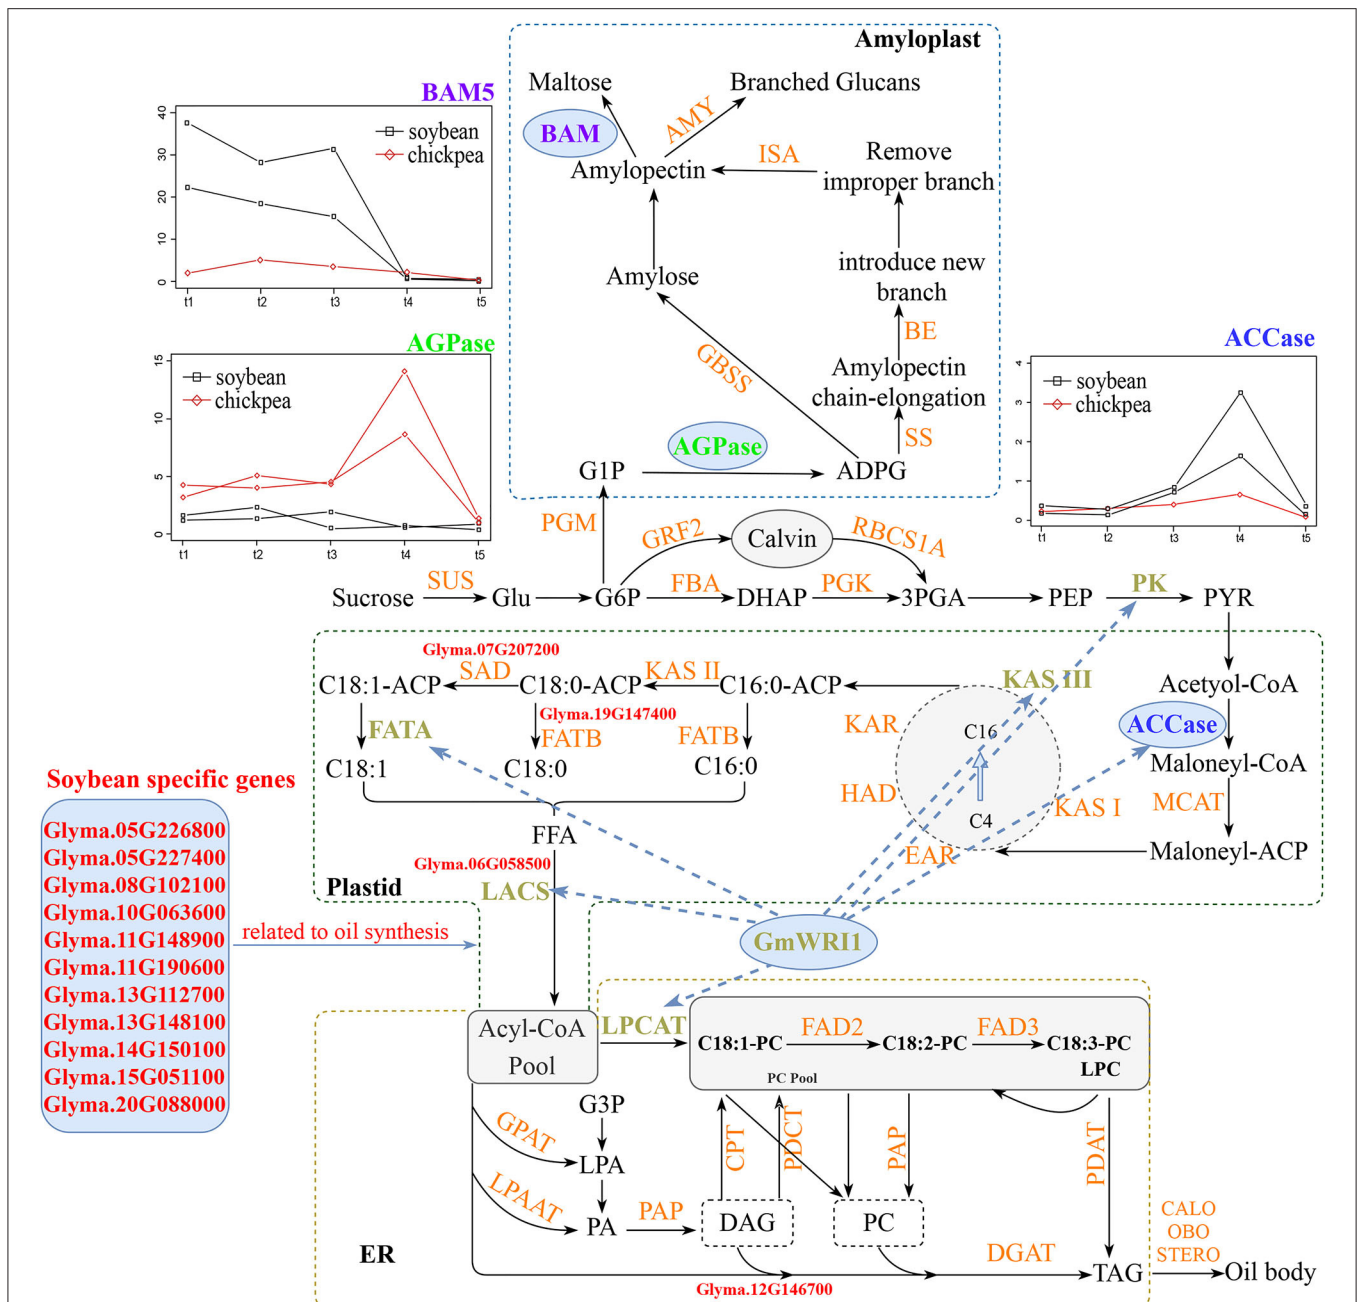 Amyloplast
Maltose
Branched Glucans
BAM5
40
30
20
10
0
soybean
chickpea
t1
t2
t3
t4
t5
BAM
AMY
Amylopectin
ISA
Remove
improper branch
Amylose
introduce new
branch
BE
GBSS
Amylopectin
chain-elongation
SS
AGPase
15
10
5
0
soybean
chickpea
t1
t2
t3
t4
t5
AGPase
G1P
ADPG
ACCase
4
3
2
1
0
soybean
chickpea
t1
t2
t3
t4
t5
PGM
GRF2
Calvin
RBCS1A
SUS
FBA
PGK
PK
Sucrose
Glu
G6P
DHAP
3PGA
PEP
PYR
Glyma.07G207200
SAD
KAS II
KAS III
C18:1-ACP
C18:0-ACP
C16:0-ACP
Acetyol-CoA
Glyma.19G147400
KAR
C16
ACCase
FATA
FATB
FATB
C18:1
C18:0
C16:0
Maloneyl-CoA
HAD
KAS I
MCAT
C4
FFA
EAR
Maloneyl-ACP
Glyma.06G058500
Plastid
LACS
Soybean specific genes
Glyma.05G226800
Glyma.05G227400
Glyma.08G102100
Glyma.10G063600
Glyma.11G148900
Glyma.11G190600
Glyma.13G112700
Glyma.13G148100
Glyma.14G150100
Glyma.15G051100
Glyma.20G088000
related to oil synthesis
GmWRI1
Acyl-CoA
Pool
LPCAT
C18:1-PC
FAD2
C18:2-PC
FAD3
C18:3-PC
LPC
PC Pool
G3P
GPAT
LPA
LPAAT
PA
PAP
CPT
PDCT
PAP
PDAT
DAG
PC
DGAT
CALO
OBO
STERO
ER
TAG
Oil body
Glyma.12G146700